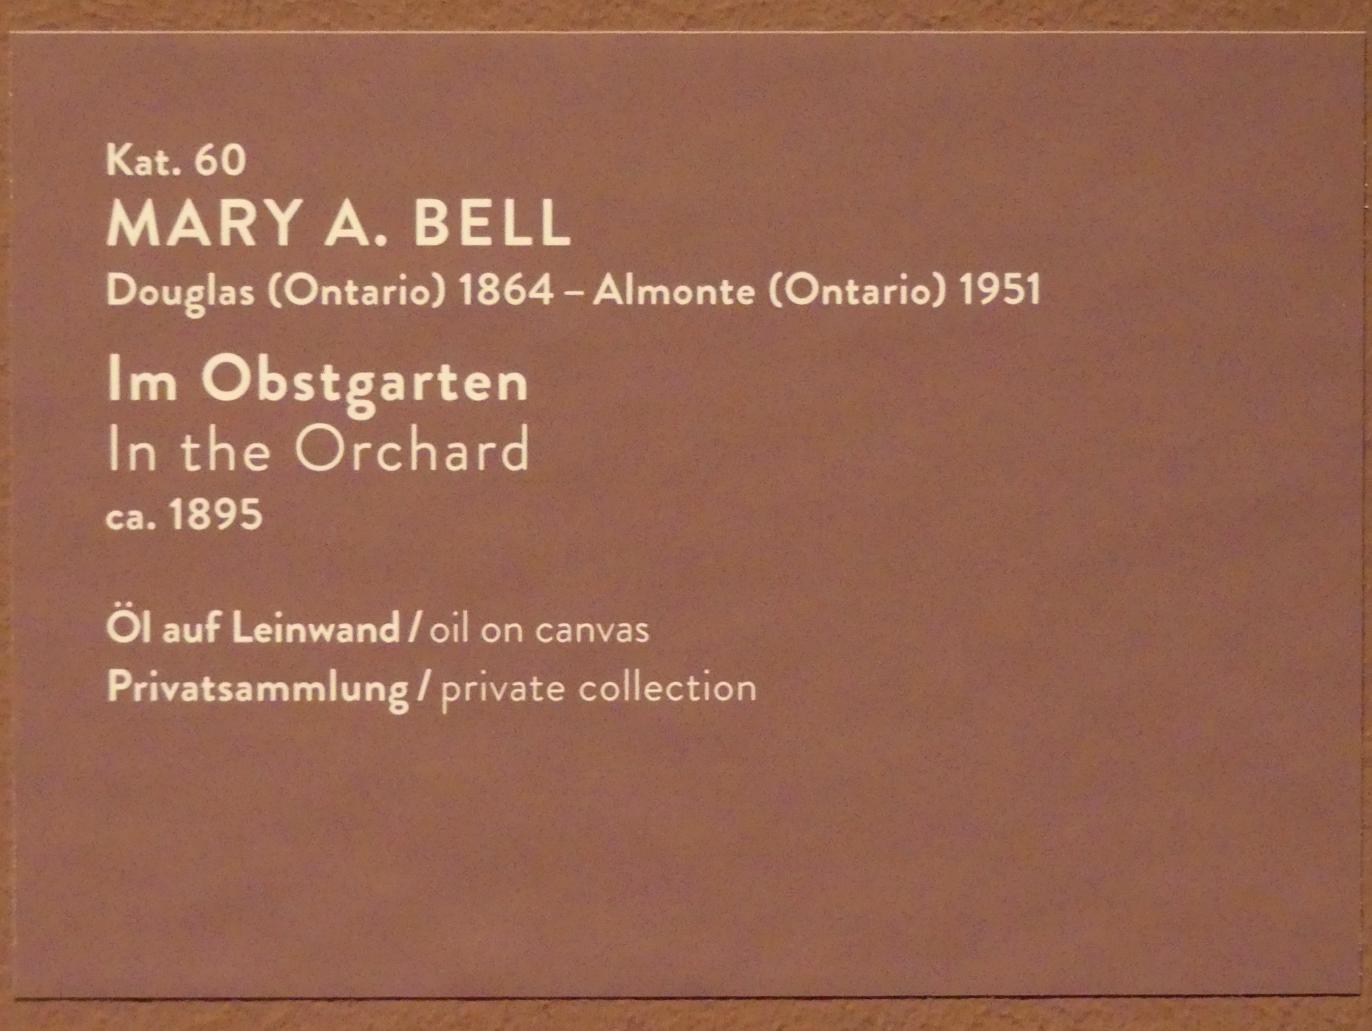 Kat. 60
MARY A. BELL
Douglas (Ontario) 1864 – Almonte (Ontario) 1951
Im Obstgarten
In the Orchard
ca. 1895
Öl auf Leinwand / oil on canvas
Privatsammlung / private collection